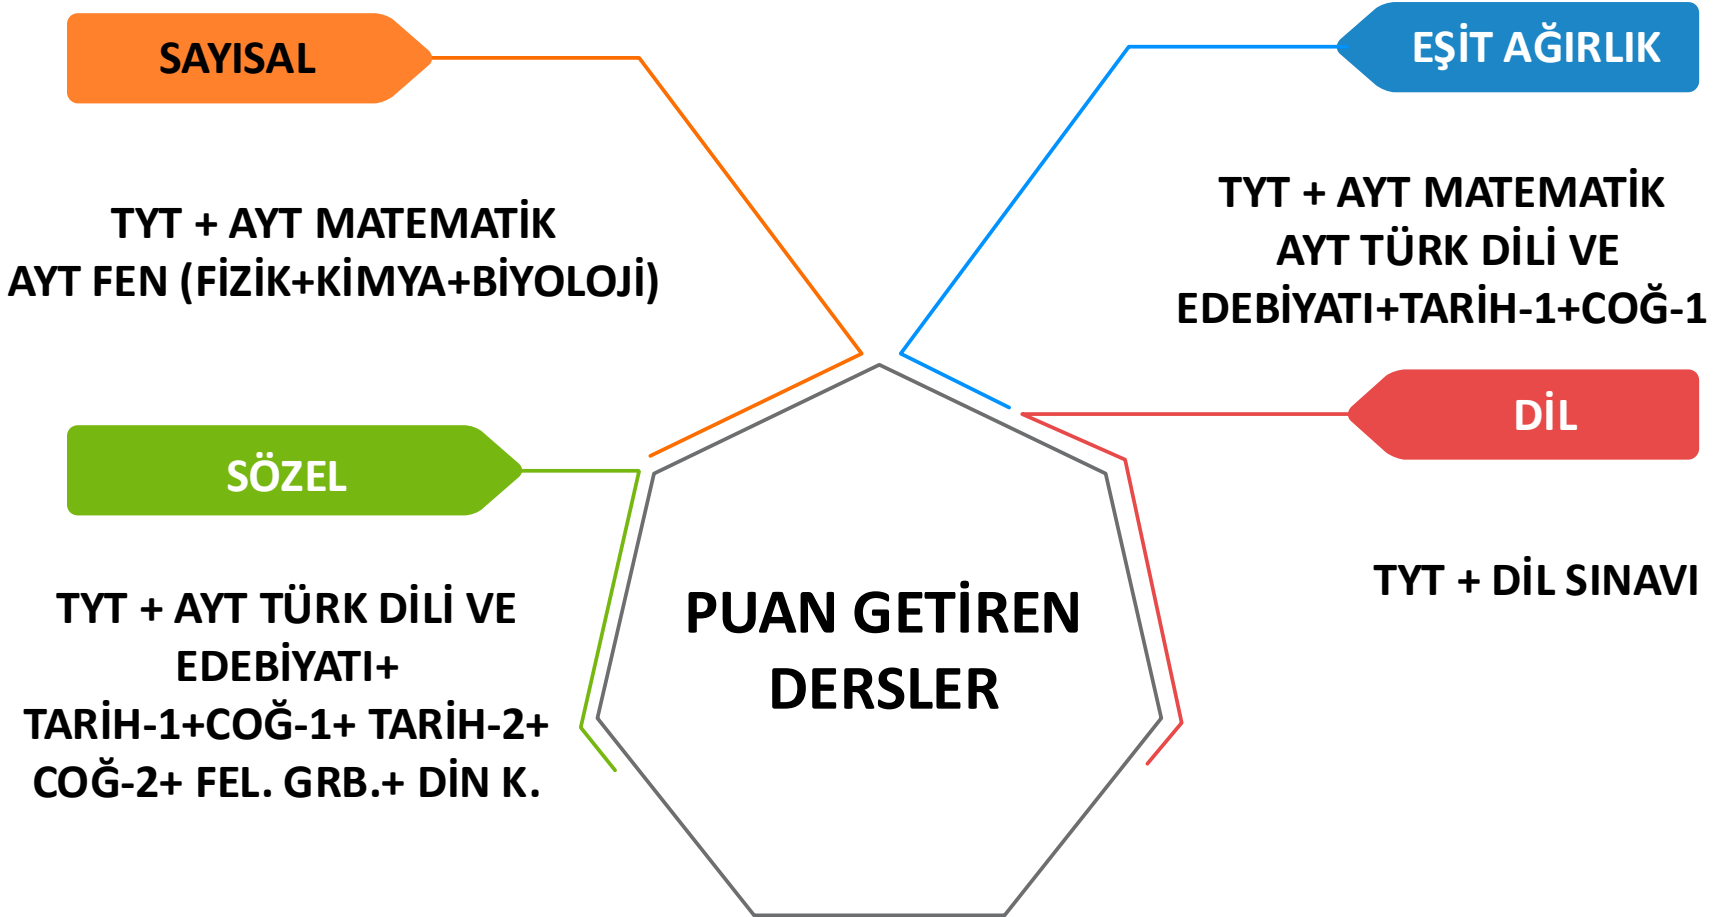 SAYISAL
TYT + AYT MATEMATİK
AYT FEN (FİZİK+KİMYA+BİYOLOJİ)
EŞİT AĞIRLIK
TYT + AYT MATEMATİK
AYT TÜRK DİLİ VE
EDEBİYATI+TARİH-1+COĞ-1
SÖZEL
TYT + AYT TÜRK DİLİ VE
EDEBİYATI+
TARİH-1+COĞ-1+ TARİH-2+
COĞ-2+ FEL. GRB.+ DİN K.
DİL
TYT + DİL SINAVI
PUAN GETİREN
DERSLER